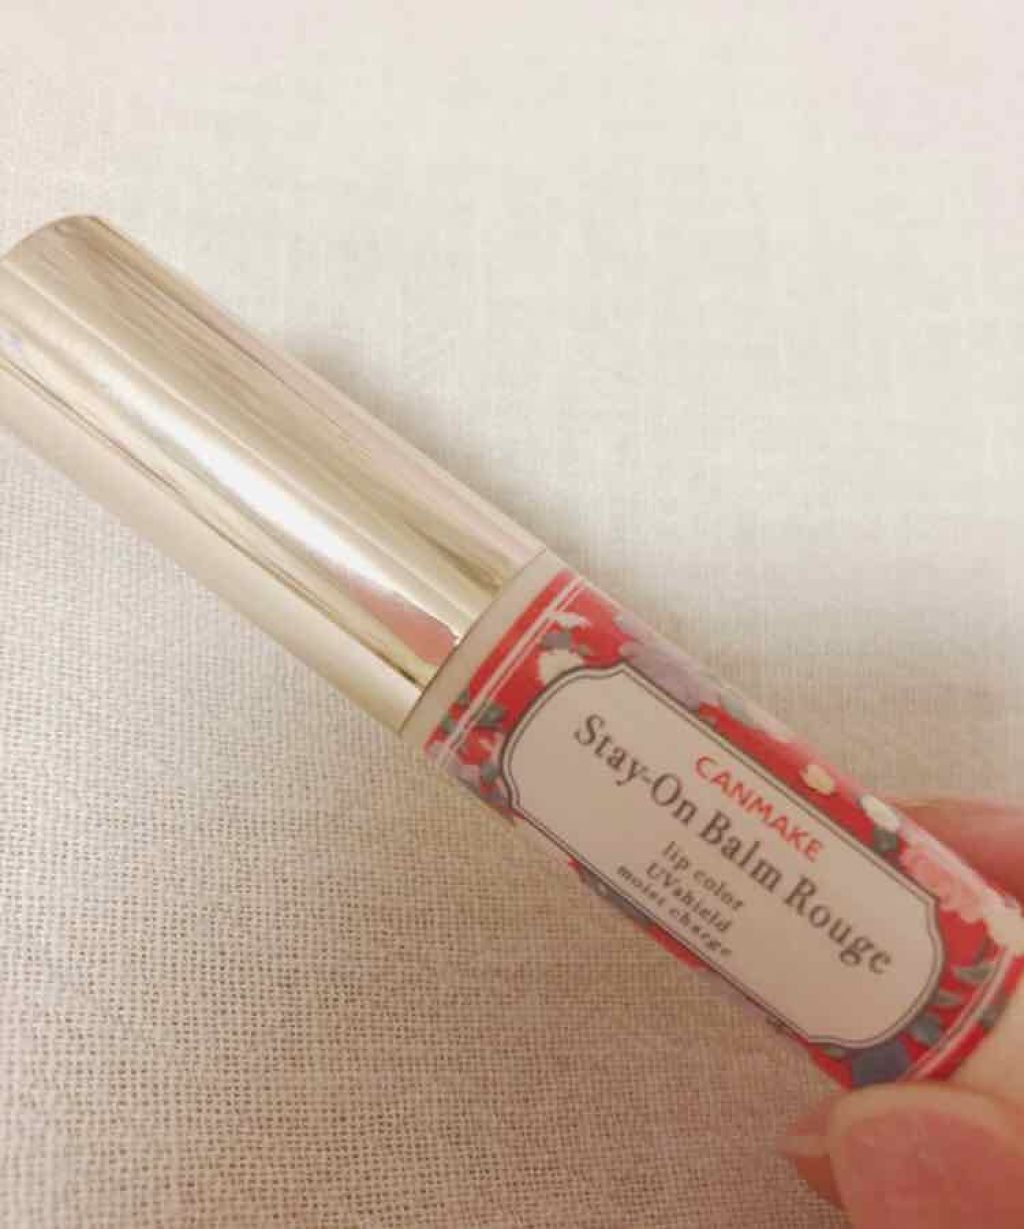 CANMAKE
Stay-On Balm Rouge
lip color
UVshield
moist charge